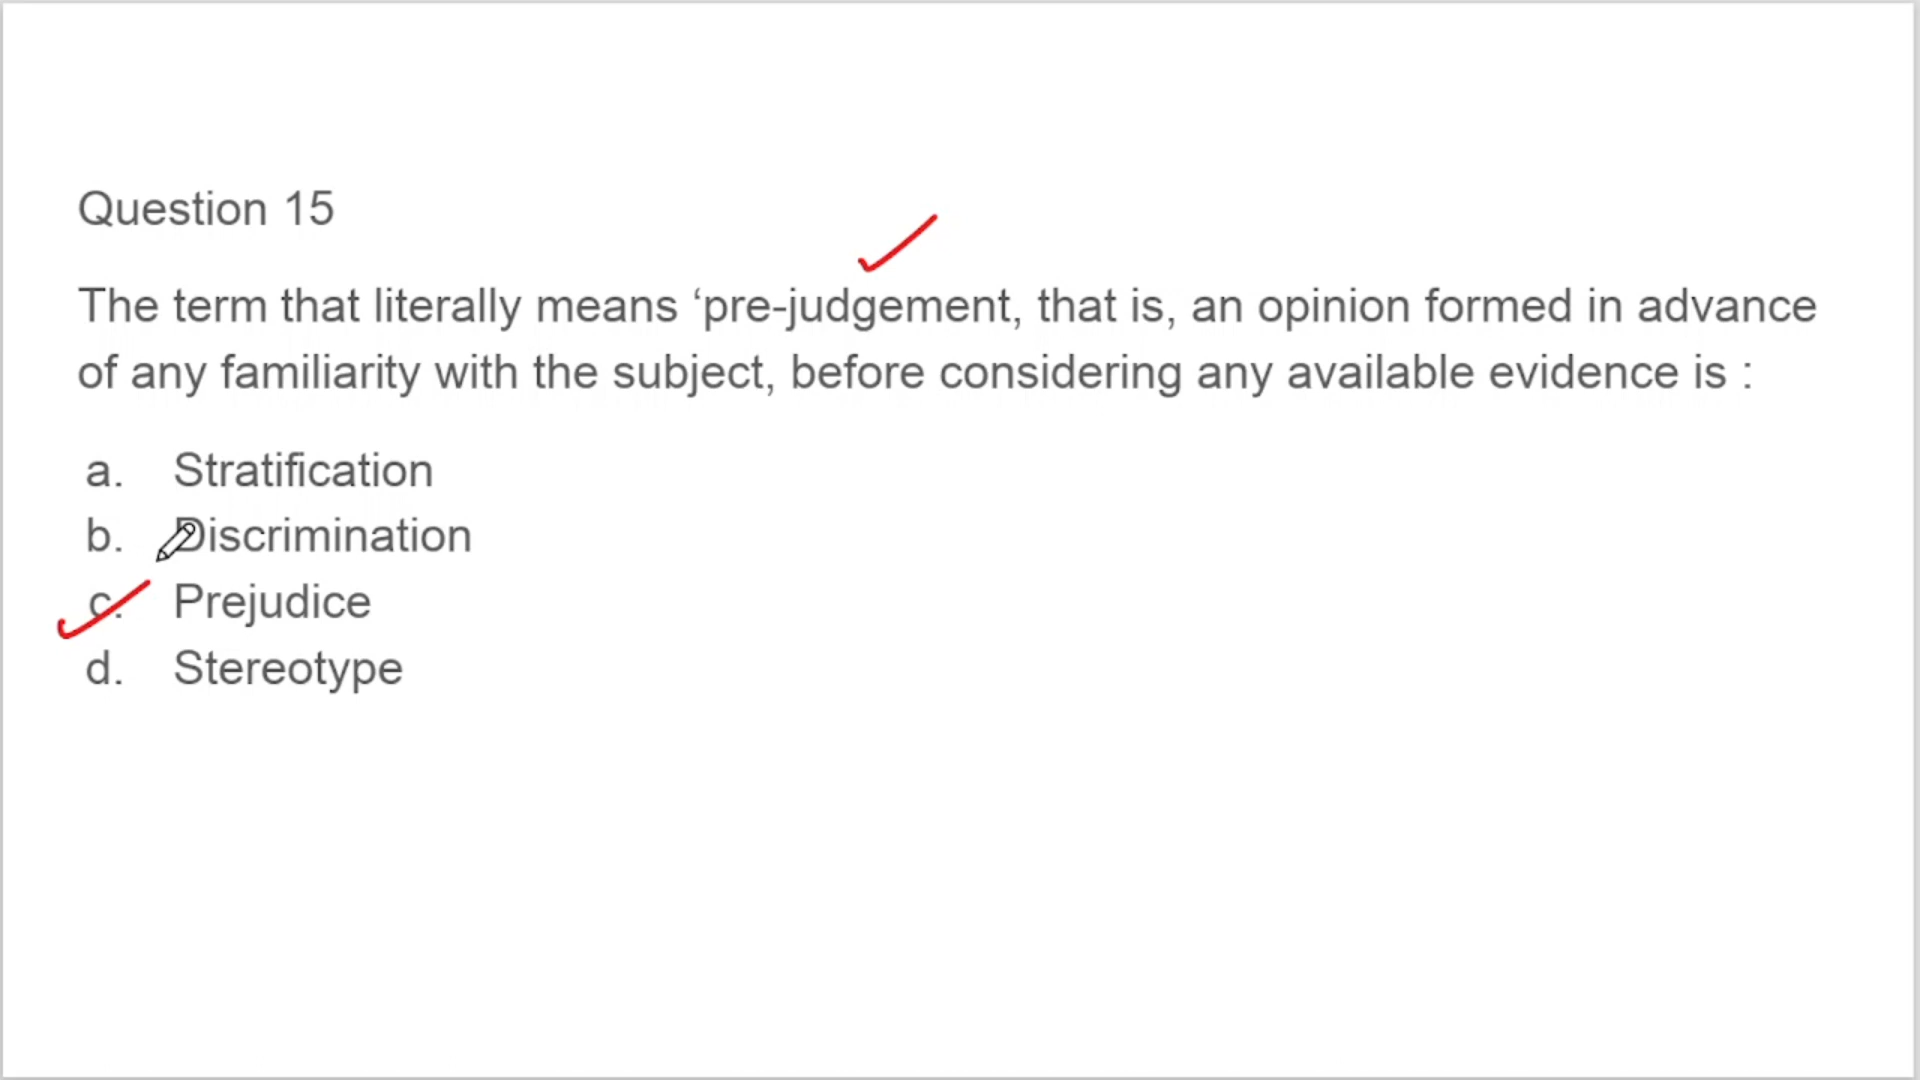 Question 15
The term that literally means ‘pre-judgement, that is, an opinion formed in advance
of any familiarity with the subject, before considering any available evidence is :
a. Stratification
b. Discrimination
c. Prejudice
d. Stereotype